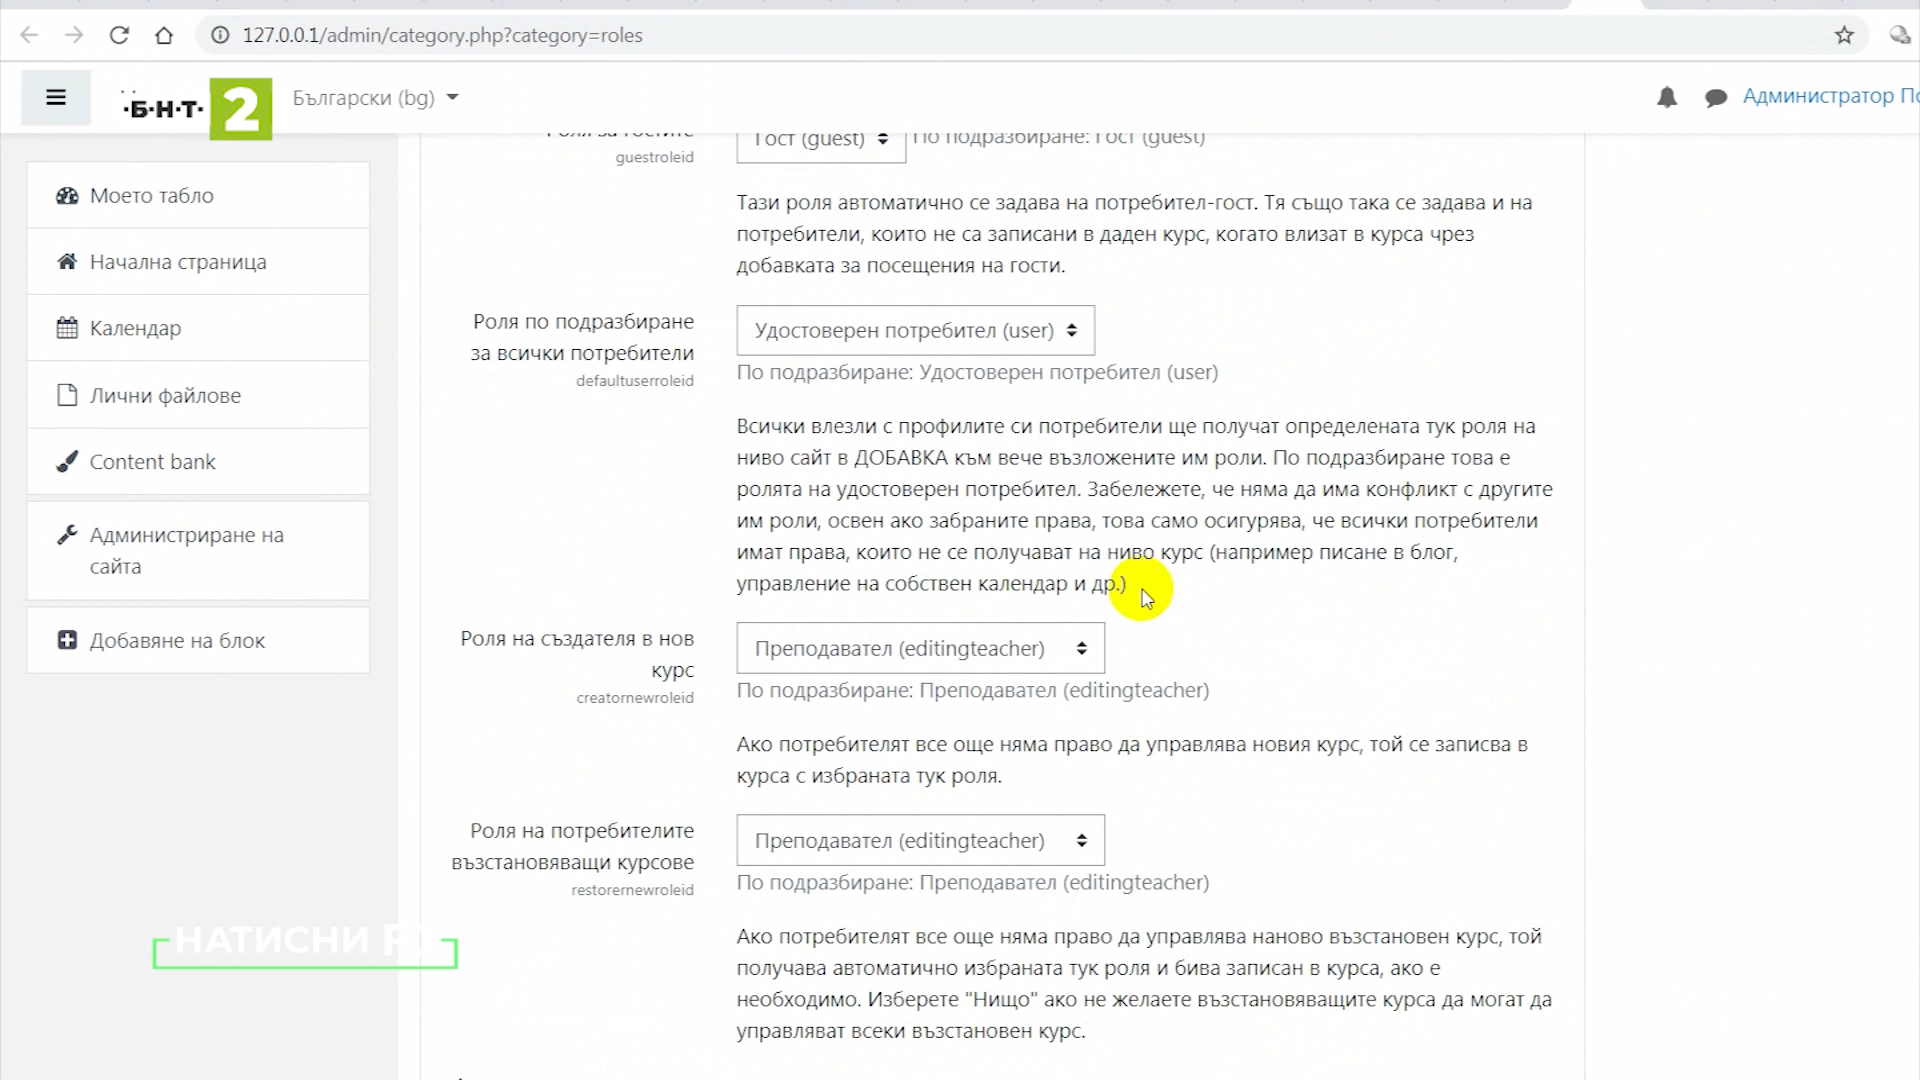 127.0.0.1/admin/category.php?category=roles
·Б·Н·Т· 2
Български (bg)
Администратор
Моето табло
Начална страница
Календар
Лични файлове
Content bank
Администриране на
сайта
Добавяне на блок
Роля за гостите
guestroleid
Гост (guest)
По подразбиране: Гост (guest)
Тази роля автоматично се задава на потребител-гост. Тя също така се задава и на
потребители, които не са записани в даден курс, когато влизат в курса чрез
добавката за посещения на гости.
Роля по подразбиране
за всички потребители
defaultuserroleid
Удостоверен потребител (user)
По подразбиране: Удостоверен потребител (user)
Всички влезли с профилите си потребители ще получат определената тук роля на
ниво сайт в ДОБАВКА към вече възложените им роли. По подразбиране това е
ролята на удостоверен потребител. Забележете, че няма да има конфликт с другите
им роли, освен ако забраните права, това само осигурява, че всички потребители
имат права, които не се получават на ниво курс (например писане в блог,
управление на собствен календар и др.)
Роля на създателя в нов
курс
creatornewroleid
Преподавател (editingteacher)
По подразбиране: Преподавател (editingteacher)
Ако потребителят все още няма право да управлява новия курс, той се записва в
курса с избраната тук роля.
Роля на потребителите
възстановяващи курсове
restorernewroleid
Преподавател (editingteacher)
По подразбиране: Преподавател (editingteacher)
Ако потребителят все още няма право да управлява наново възстановен курс, той
получава автоматично избраната тук роля и бива записан в курса, ако е
необходимо. Изберете "Нищо" ако не желаете възстановяващите курса да могат да
управляват всеки възстановен курс.
НАТИСНИ